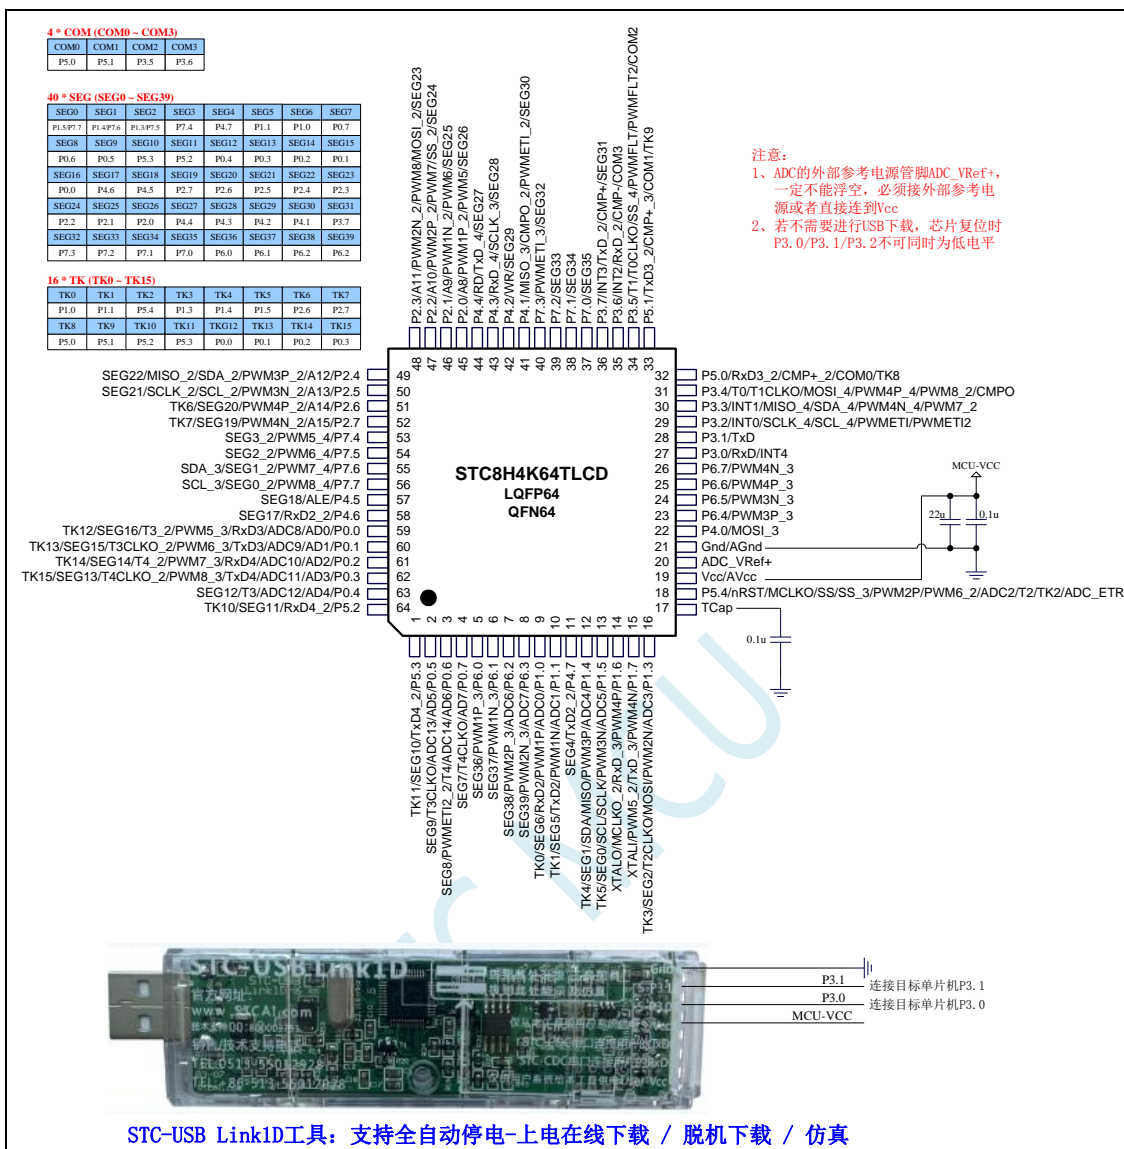 4 * COM (COM0 ~ COM3)
COM0 COM1 COM2 COM3
P5.0 P5.1 P3.5 P3.6
40 * SEG (SEG0 ~ SEG39)
SEG0 SEG1 SEG2 SEG3 SEG4 SEG5 SEG6 SEG7
P1.5/P7.7 P1.4/P7.6 P1.3/P7.5 P7.4 P4.7 P1.1 P1.0 P0.7
SEG8 SEG9 SEG10 SEG11 SEG12 SEG13 SEG14 SEG15
P0.6 P0.5 P5.3 P5.2 P0.4 P0.3 P0.2 P0.1
SEG16 SEG17 SEG18 SEG19 SEG20 SEG21 SEG22 SEG23
P0.0 P4.6 P4.5 P2.7 P2.6 P2.5 P2.4 P2.3
SEG24 SEG25 SEG26 SEG27 SEG28 SEG29 SEG30 SEG31
P2.2 P2.1 P2.0 P4.4 P4.3 P4.2 P4.1 P3.7
SEG32 SEG33 SEG34 SEG35 SEG36 SEG37 SEG38 SEG39
P7.3 P7.2 P7.1 P7.0 P6.0 P6.1 P6.2 P6.2
16 * TK (TK0 ~ TK15)
TK0 TK1 TK2 TK3 TK4 TK5 TK6 TK7
P1.0 P1.1 P5.4 P1.3 P1.4 P1.5 P2.6 P2.7
TK8 TK9 TK10 TK11 TKG12 TK13 TK14 TK15
P5.0 P5.1 P5.2 P5.3 P0.0 P0.1 P0.2 P0.3
P2.3/A11/PWM2N_2/PWM8/MOSI_2/SEG23
P2.2/A10/PWM2P_2/PWM7/SS_2/SEG24
P2.1/A9/PWM1N_2/PWM6/SEG25
P2.0/A8/PWM1P_2/PWM5/SEG26
P4.4/RD/TxD_4/SEG27
P4.3/RxD_4/SCLK_3/SEG28
P4.2/WR/SEG29
P4.1/MISO_3/CMPO_2/PWMETI_2/SEG30
P7.3/PWMETI_3/SEG32
P7.2/SEG33
P7.1/SEG34
P7.0/SEG35
P3.7/INT3/TxD_2/CMP+/SEG31
P3.6/INT2/RxD_2/CMP-/COM3
P3.5/T1/T0CLKO/SS_4/PWMFLT/PWMFLT2/COM2
P5.1/TxD3_2/CMP+_3/COM1/TK9
注意：
1、ADC的外部参考电源管脚ADC_VRef+,
一定不能浮空，必须接外部参考电
源或者直接连到Vcc
2、若不需要进行USB下载，芯片复位时
P3.0/P3.1/P3.2不可同时为低电平
48 47 46 45 44 43 42 41 40 39 38 37 36 35 34 33
SEG22/MISO_2/SDA_2/PWM3P_2/A12/P2.4 49
SEG21/SCLK_2/SCL_2/PWM3N_2/A13/P2.5 50
TK6/SEG20/PWM4P_2/A14/P2.6 51
TK7/SEG19/PWM4N_2/A15/P2.7 52
SEG3_2/PWM5_4/P7.4 53
SEG2_2/PWM6_4/P7.5 54
SDA_3/SEG1_2/PWM7_4/P7.6 55
SCL_3/SEG0_2/PWM8_4/P7.7 56
SEG18/ALE/P4.5 57
SEG17/RxD2_2/P4.6 58
TK12/SEG16/T3_2/PWM5_3/RxD3/ADC8/AD0/P0.0 59
TK13/SEG15/T3CLKO_2/PWM6_3/TxD3/ADC9/AD1/P0.1 60
TK14/SEG14/T4_2/PWM7_3/RxD4/ADC10/AD2/P0.2 61
TK15/SEG13/T4CLKO_2/PWM8_3/TxD4/ADC11/AD3/P0.3 62
SEG12/T3/ADC12/AD4/P0.4 63
TK10/SEG11/RxD4_2/P5.2 64
STC8H4K64TLCD
LQFP64
QFN64
32 P5.0/RxD3_2/CMP+_2/COM0/TK8
31 P3.4/T0/T1CLKO/MOSI_4/PWM4P_4/PWM8_2/CMPO
30 P3.3/INT1/MISO_4/SDA_4/PWM4N_4/PWM7_2
29 P3.2/INT0/SCLK_4/SCL_4/PWMETI/PWMETI2
28 P3.1/TxD
27 P3.0/RxD/INT4
26 P6.7/PWM4N_3
25 P6.6/PWM4P_3
24 P6.5/PWM3N_3
23 P6.4/PWM3P_3
22 P4.0/MOSI_3
21 Gnd/AGnd
20 ADC_VRef+
19 Vcc/AVcc
18 P5.4/nRST/MCLKO/SS/SS_3/PWM2P/PWM6_2/ADC2/T2/TK2/ADC_ETR
17 TCap
MCU-VCC
22u 0.1u
0.1u
1 2 3 4 5 6 7 8 9 10 11 12 13 14 15 16
TK11/SEG10/TxD4_2/P5.3
SEG9/T3CLKO/ADC13/AD5/P0.5
SEG8/PWMETI2_2/T4/ADC14/AD6/P0.6
SEG7/T4CLKO/AD7/P0.7
SEG36/PWM1P_3/P6.0
SEG37/PWM1N_3/P6.1
SEG38/PWM2P_3/ADC6/P6.2
SEG39/PWM2N_3/ADC7/P6.3
TK0/SEG6/RxD2/PWM1P/ADC0/P1.0
TK1/SEG5/TxD2/PWM1N/ADC1/P1.1
SEG4/TxD2_2/P4.7
TK4/SEG1/SDA/MISO/PWM3P/ADC4/P1.4
TK5/SEG0/SCL/SCLK/PWM3N/ADC5/P1.5
XTALO/MCLKO_2/RxD_3/PWM4P/P1.6
XTALI/PWM5_2/TxD_3/PWM4N/P1.7
TK3/SEG2/T2CLKO/MOSI/PWM2N/ADC3/P1.3
STC MCU
STC-USB Link1D
官方网址:
www.STCAI.com
TEL:0513-55012928
Gnd
P3.1 连接目标单片机P3.1
P3.0 连接目标单片机P3.0
MCU-VCC
STC-USB Link1D工具: 支持全自动停电-上电在线下载 / 脱机下载 / 仿真